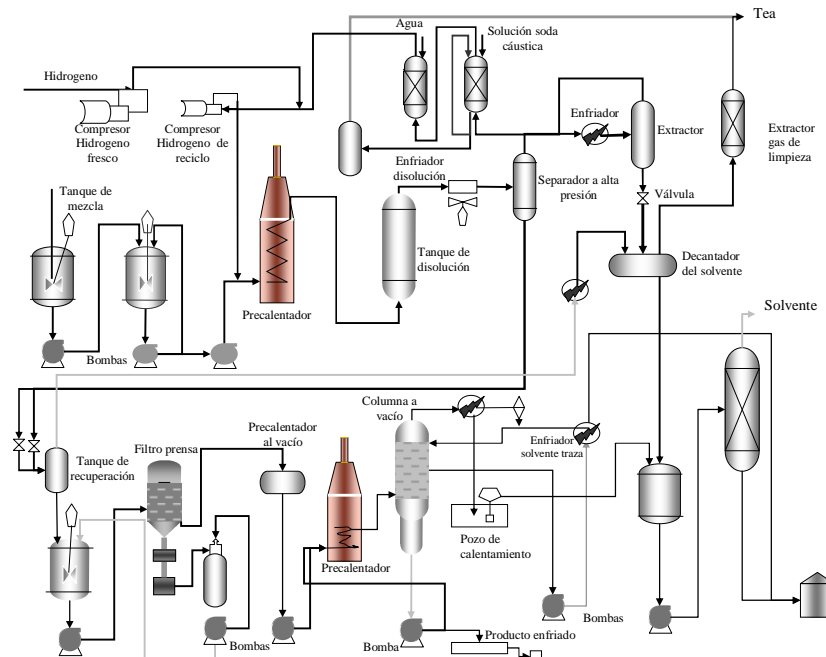 Tea
Agua
Solución soda
cáustica
Hidrogeno
Compresor
Hidrogeno
fresco
Compresor
Hidrogeno de
reciclo
Enfriador
Extractor
Extractor
gas de
limpieza
Enfriador
disolución
Separador a alta
presión
Válvula
Tanque de
mezcla
Tanque de
disolución
Decantador
del solvente
Precalentador
Solvente
Bombas
Columna a
vacío
Precalentador
al vacío
Filtro prensa
Enfriador
solvente traza
Tanque de
recuperación
Pozo de
calentamiento
Precalentador
Bombas
Bombas
Bomba
Producto enfriado